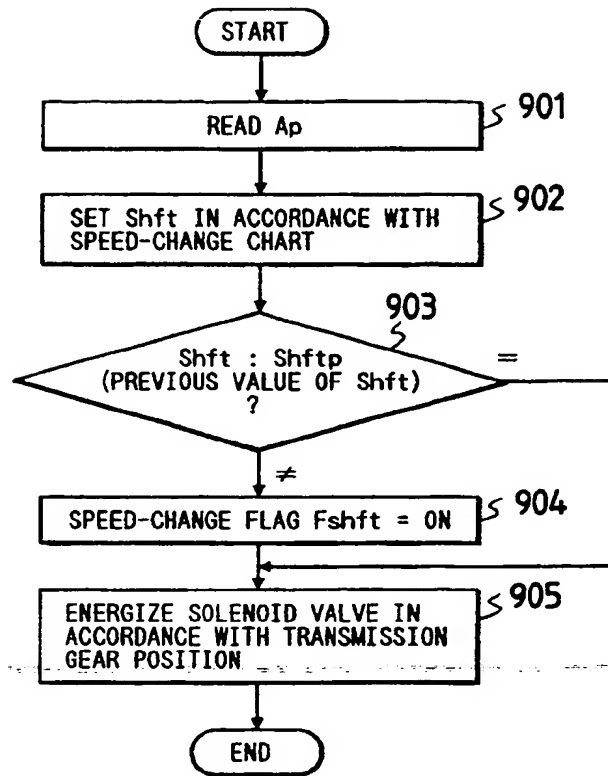 START
READ Ap
901
SET Shft IN ACCORDANCE WITH
SPEED-CHANGE CHART
902
903
Shft : Shftp
(PREVIOUS VALUE OF Shft)
?
=
≠
SPEED-CHANGE FLAG Fshft = ON
904
ENERGIZE SOLENOID VALVE IN
ACCORDANCE WITH TRANSMISSION
GEAR POSITION
905
END